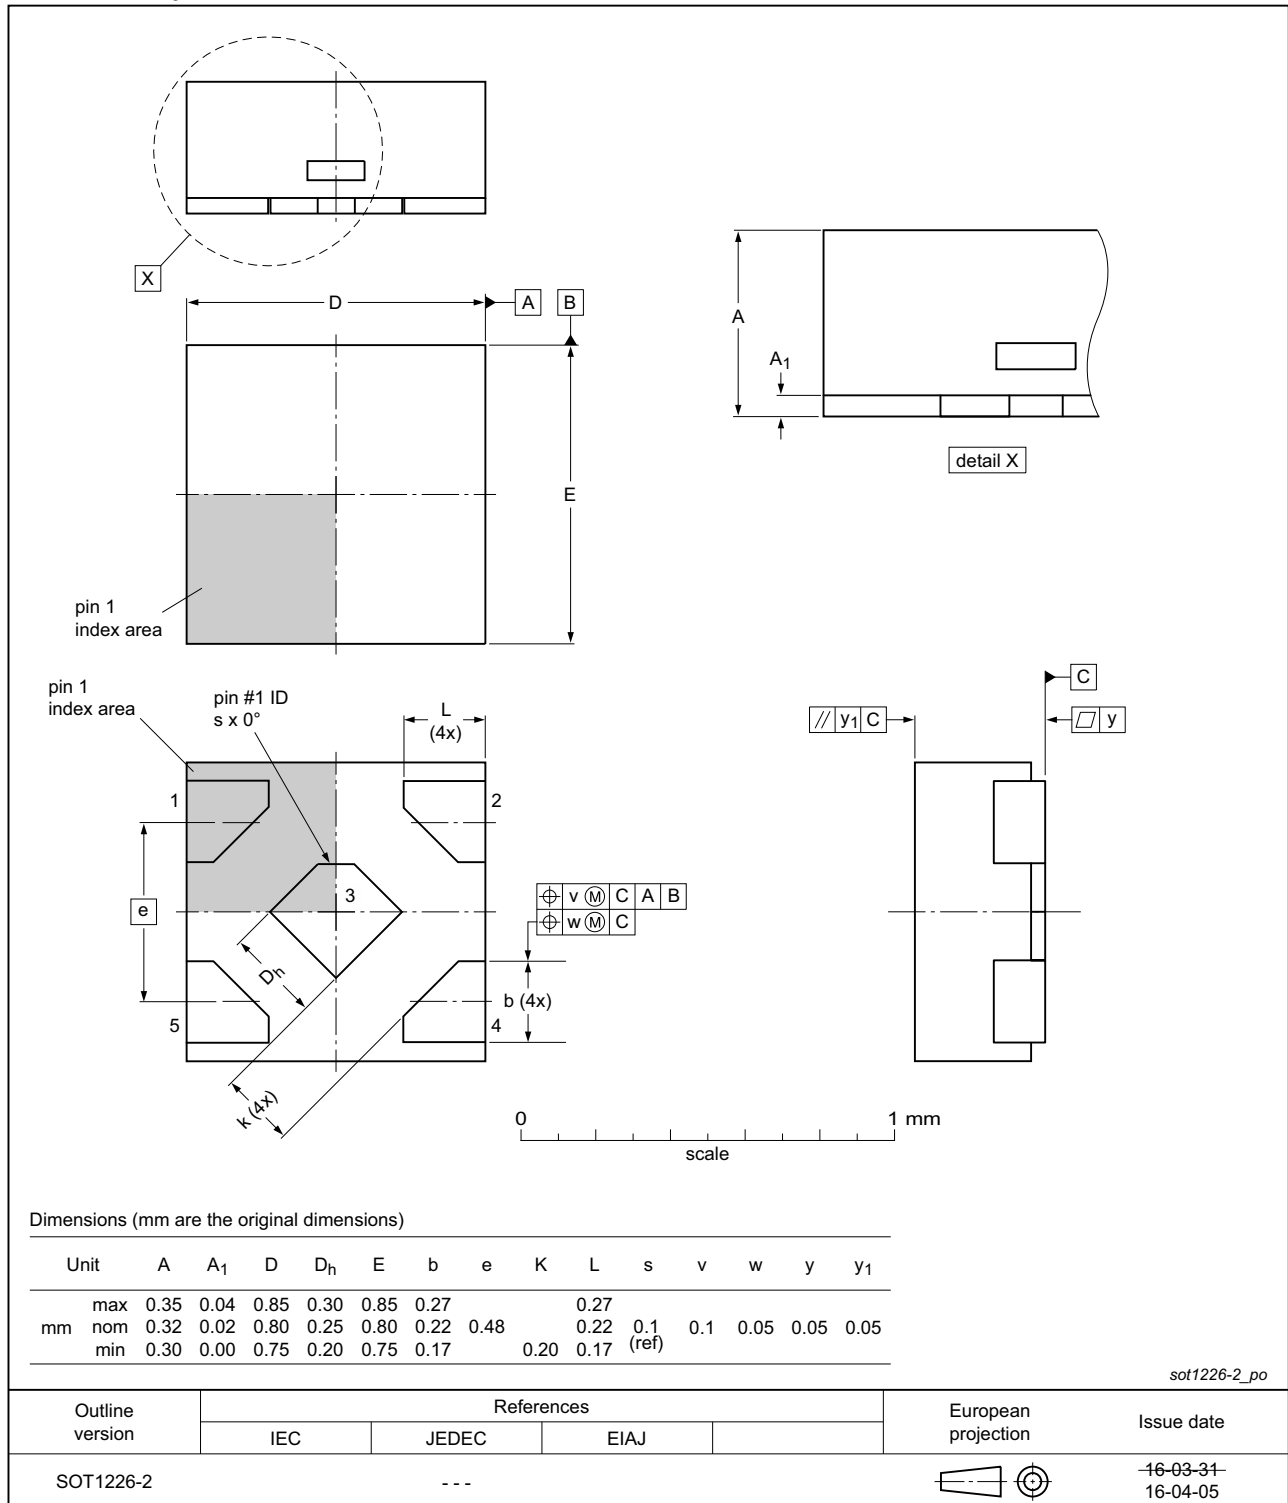 X
D
A
B
A
A1
detail X
E
pin 1
index area
pin 1
index area
pin #1 ID
s x 0°
L
(4x)
C
// y1 C
y
1
2
3
e
v M C A B
w M C
Dh
b (4x)
5
4
k (4x)
0
1 mm
scale
Dimensions (mm are the original dimensions)
Unit A A1 D Dh E b e K L s v w y y1
max 0.35 0.04 0.85 0.30 0.85 0.27 0.27
mm nom 0.32 0.02 0.80 0.25 0.80 0.22 0.48 0.22 0.1 0.1 0.05 0.05 0.05
min 0.30 0.00 0.75 0.20 0.75 0.17 0.20 0.17 (ref)
sot1226-2_po
Outline
version
References
IEC JEDEC EIAJ
European
projection
Issue date
SOT1226-2
- - -
16-03-31
16-04-05